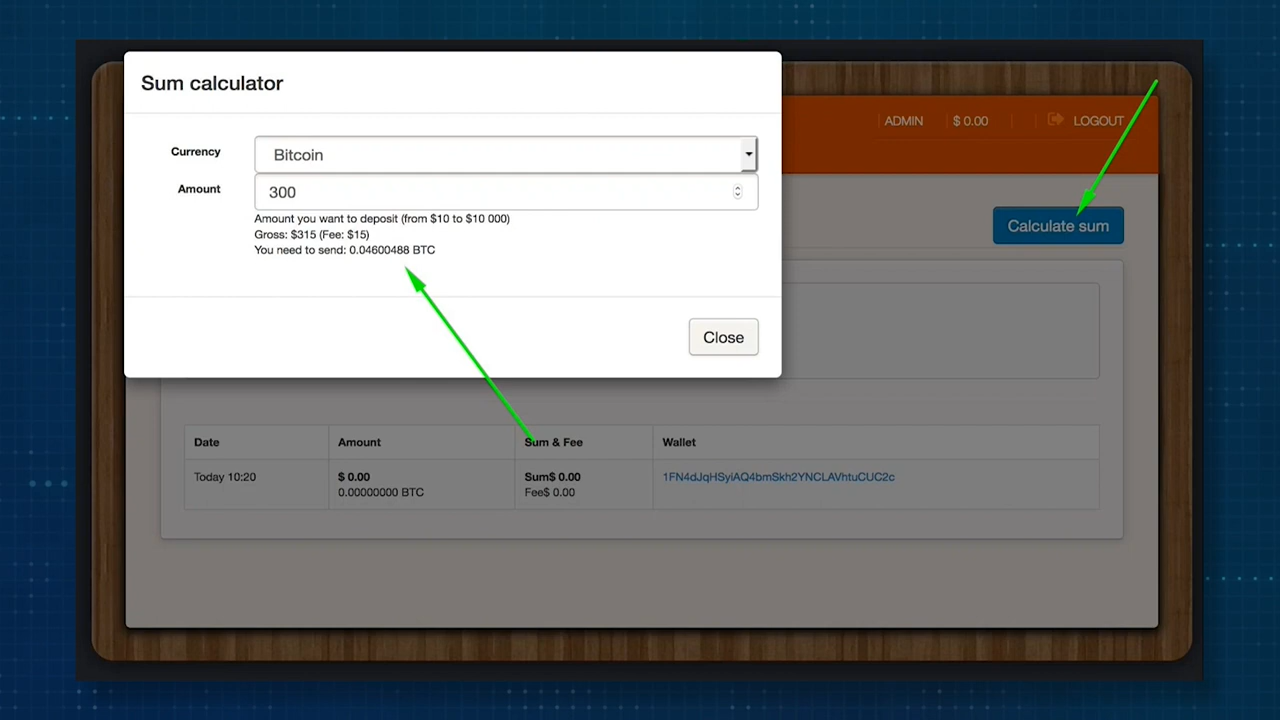 Sum calculator
Currency
Bitcoin
Amount
300
Amount you want to deposit (from $10 to $10 000)
Gross: $315 (Fee: $15)
You need to send: 0.04600488 BTC
Close
ADMIN
$ 0.00
LOGOUT
Calculate sum
Date Amount Sum & Fee Wallet
Today 10:20 $ 0.00 Sum$ 0.00 1FN4dJqHSyiAQ4bmSkh2YNCLAVhtuCUC2c
0.00000000 BTC Fee$ 0.00